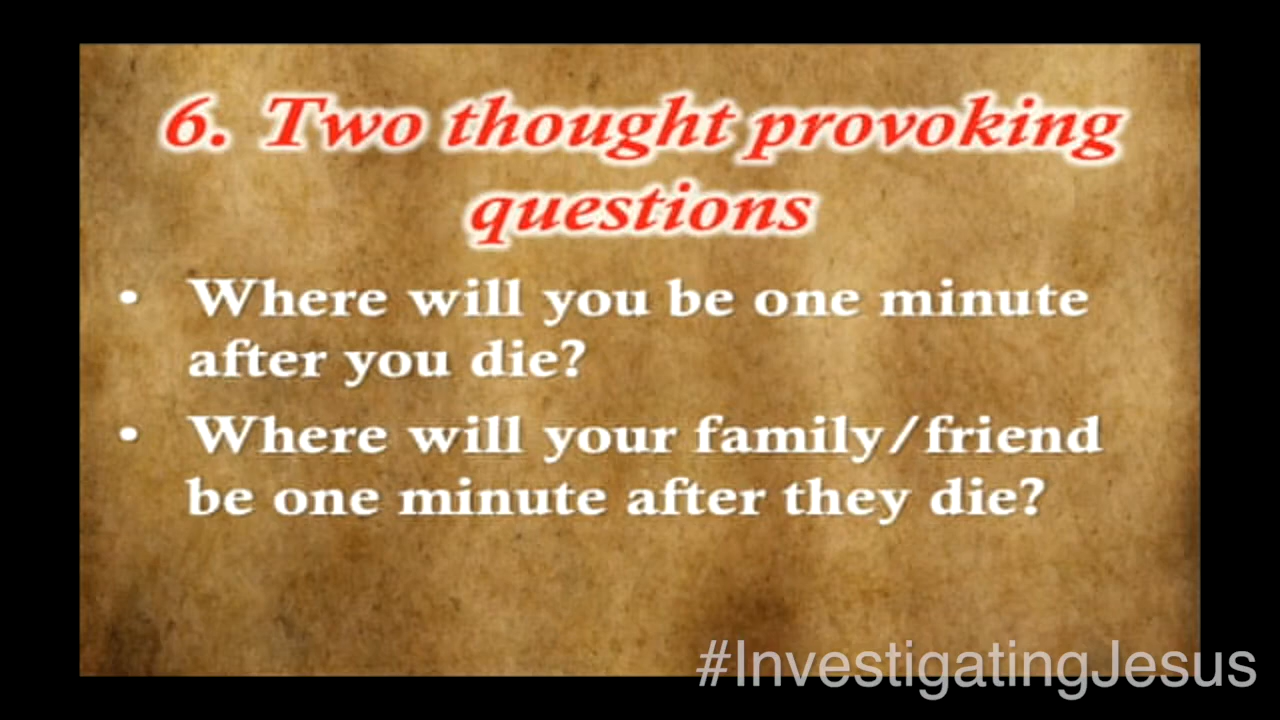 6. Two thought provoking
questions
• Where will you be one minute
after you die?
• Where will your family/friend
be one minute after they die?
#InvestigatingJesus